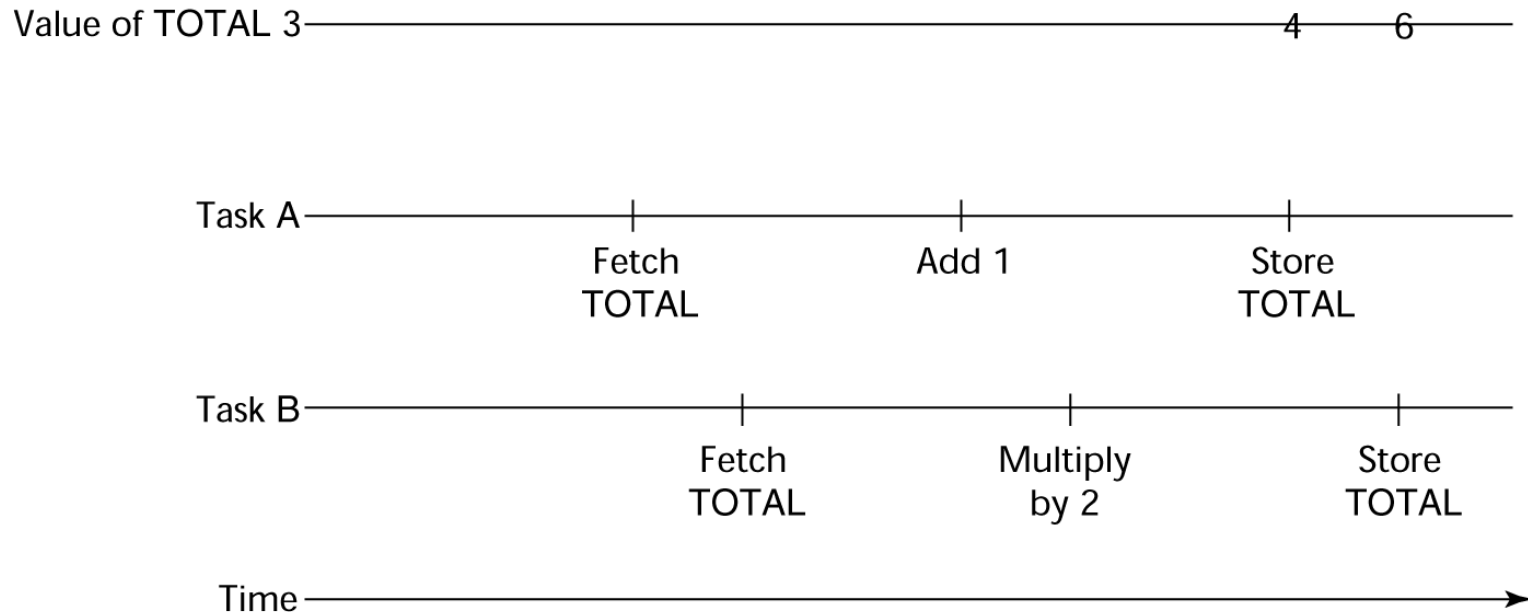 Value of TOTAL 3 4 6
Task A
Fetch Add 1 Store
TOTAL TOTAL
Task B
Fetch Multiply Store
TOTAL by 2 TOTAL
Time